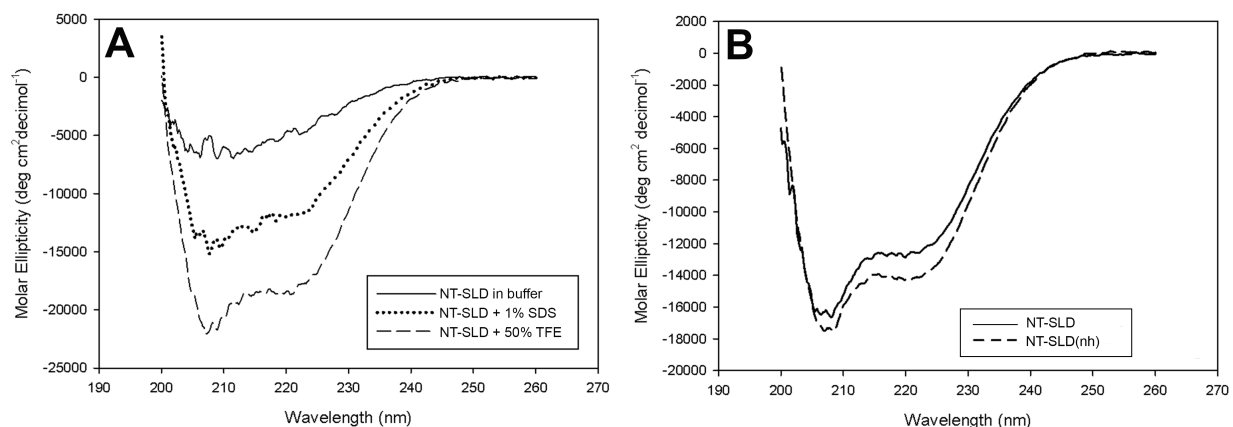 A
5000
0
-5000
-10000
-15000
-20000
-25000
Molar Ellipticity (deg cm2decimol-1)
NT-SLD in buffer
NT-SLD + 1% SDS
NT-SLD + 50% TFE
190 200 210 220 230 240 250 260 270
Wavelength (nm)
B
2000
0
-2000
-4000
-6000
-8000
-10000
-12000
-14000
-16000
-18000
-20000
Molar Ellipticity (deg cm2 decimol-1)
NT-SLD
NT-SLD(nh)
190 200 210 220 230 240 250 260 270
Wavelength (nm)